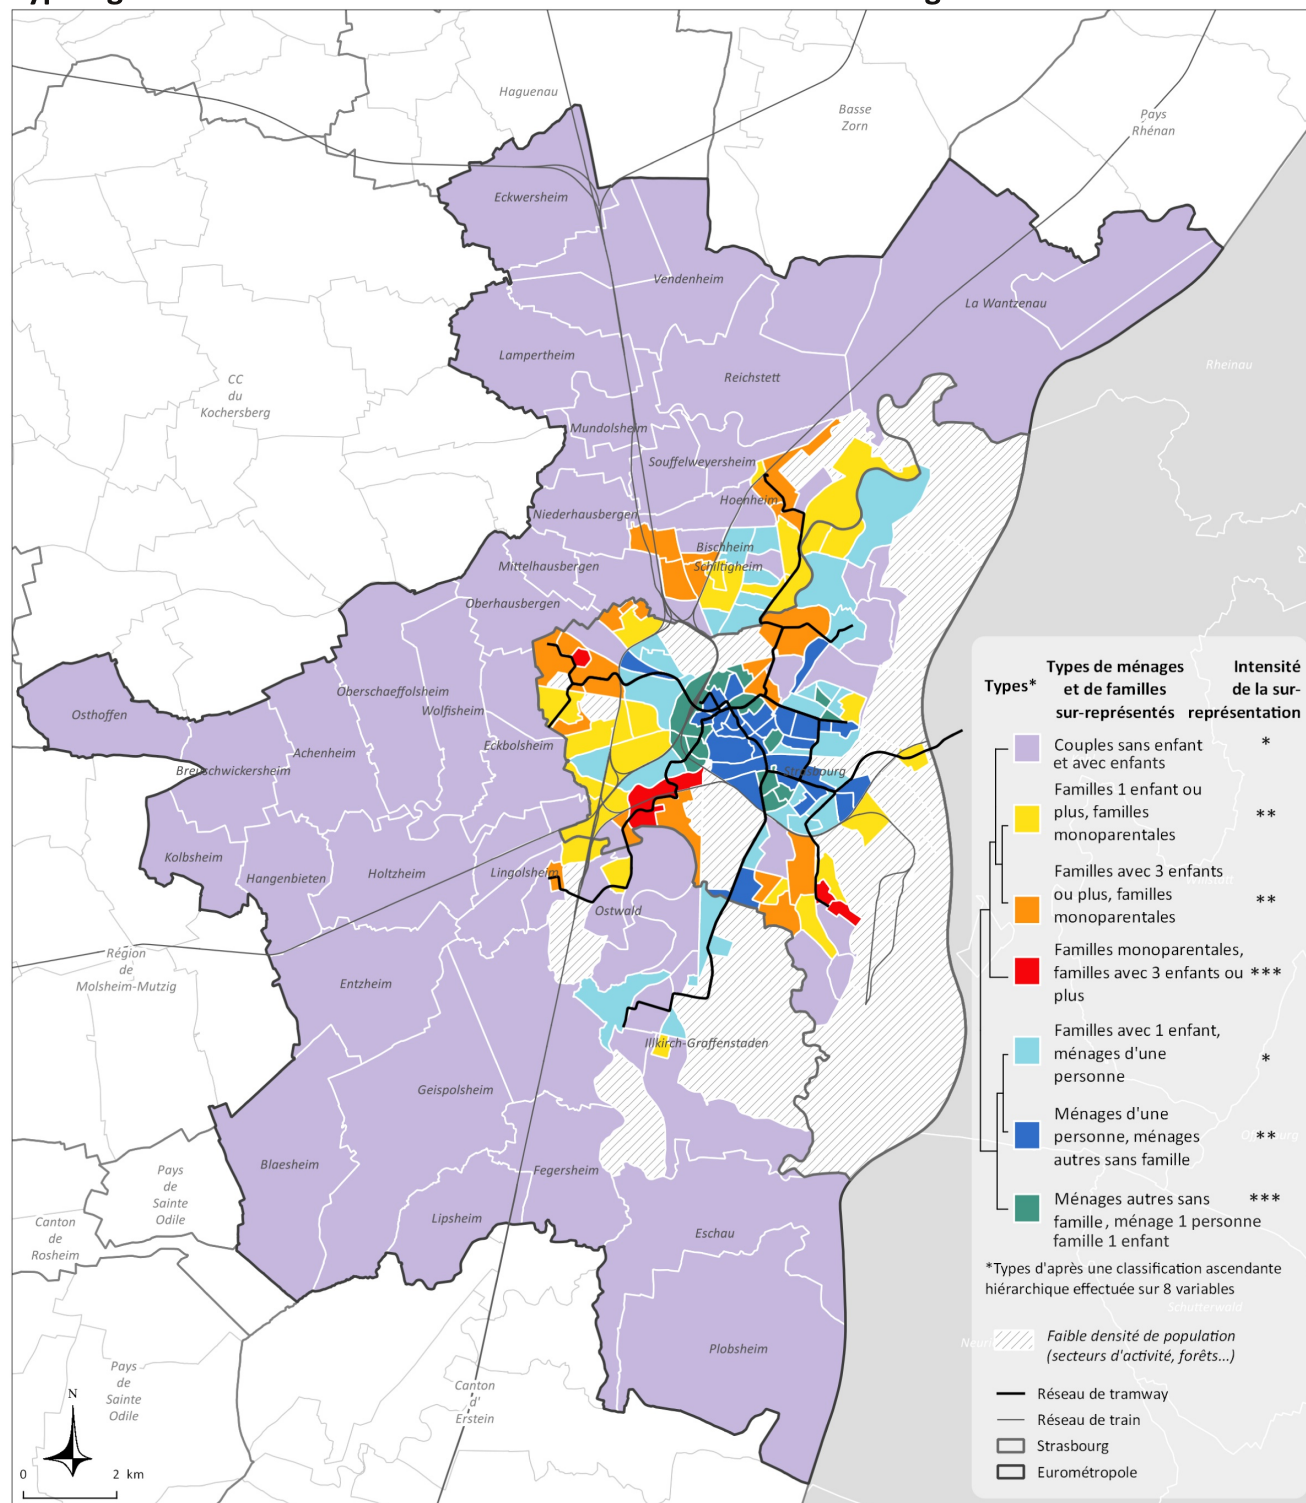 Haguenau
Basse
Zorn
Pays
Rhénan
Eckwersheim
Vendenheim
La Wantzenau
Lampertheim
Reichstett
Rheinau
CC
du
Kochersberg
Mundolsheim
Souffelweyersheim
Hoenheim
Niederhausbergen
Bischheim
Mittelhausbergen
Schiltigheim
Oberhausbergen
Oberschaeffolsheim
Wolfisheim
Osthoffen
Achenheim
Eckbolsheim
Breuschwickersheim
Strasbourg
Kolbsheim
Hangenbieten
Holtzheim
Lingolsheim
Ostwald
Région
de
Molsheim-Mutzig
Entzheim
Illkirch-Graffenstaden
Geispolsheim
Blaesheim
Fegersheim
Pays
de
Sainte
Odile
Canton
de
Rosheim
Lipsheim
Eschau
Plobsheim
Pays
de
Sainte
Odile
Canton
d'
Erstein
Schutterwald
N
0 2 km
Types*
Types de ménages
et de familles
sur-représentés
Intensité
de la sur-
représentation
Couples sans enfant
et avec enfants
*
Familles 1 enfant ou
plus, familles
monoparentales
**
Familles avec 3 enfants
ou plus, familles
monoparentales
**
Familles monoparentales,
familles avec 3 enfants ou
plus
***
Familles avec 1 enfant,
ménages d'une
personne
*
Ménages d'une
personne, ménages
autres sans famille
**
Ménages autres sans
famille, ménage 1 personne
famille 1 enfant
***
*Types d'après une classification ascendante
hiérarchique effectuée sur 8 variables
Faible densité de population
(secteurs d'activité, forêts...)
Réseau de tramway
Réseau de train
Strasbourg
Eurométropole